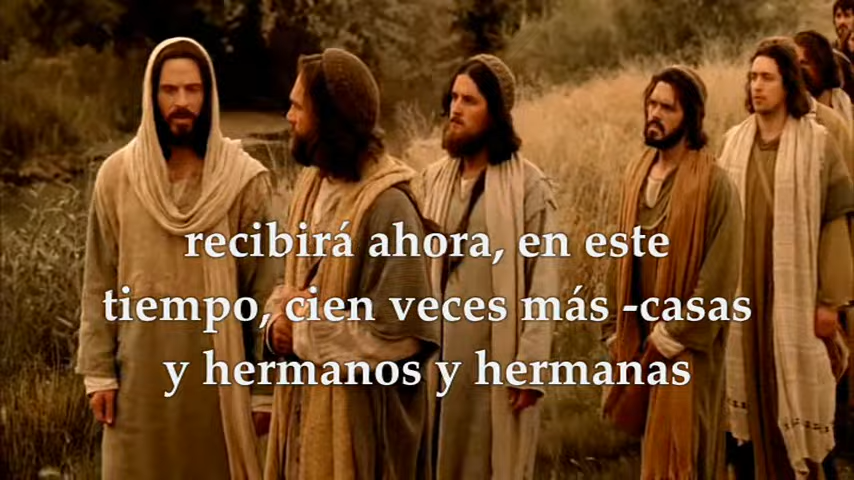 recibirá ahora, en este
tiempo, cien veces más -casas
y hermanos y hermanas